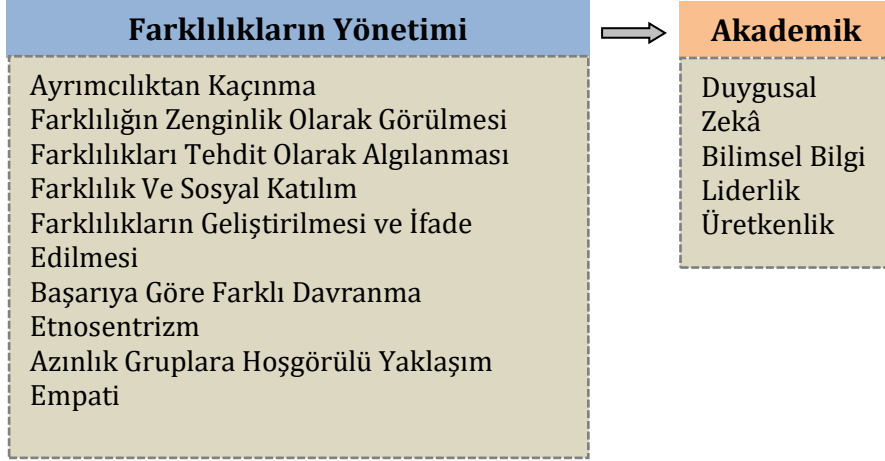 Farklılıkların Yönetimi
Ayrımcılıktan Kaçınma
Farklılığın Zenginlik Olarak Görülmesi
Farklılıkları Tehdit Olarak Algılanması
Farklılık Ve Sosyal Katılım
Farklılıkların Geliştirilmesi ve İfade
Edilmesi
Başarıya Göre Farklı Davranma
Etnosentrizm
Azınlık Gruplara Hoşgörülü Yaklaşım
Empati
Akademik
Duygusal
Zekâ
Bilimsel Bilgi
Liderlik
Üretkenlik